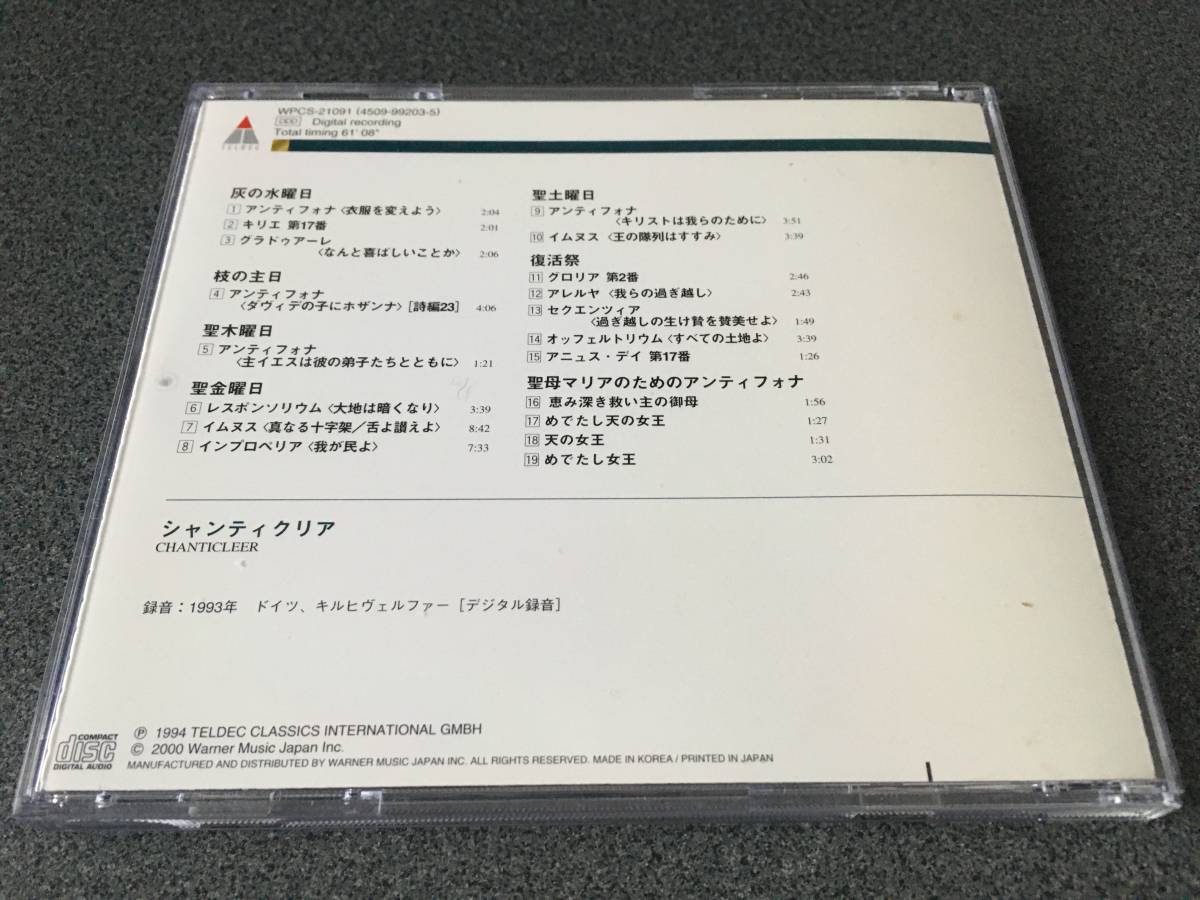 WPCS-21091 (4509-99203-5)
DDD Digital recording
Total timing 61' 08"
TELDEC
灰の水曜日
1 アンティフォナ〈衣服を変えよう〉 2:04
2 キリエ 第17番 2:01
3 グラドゥアーレ
〈なんと喜ばしいことか〉 2:06
枝の主日
4 アンティフォナ
〈ダヴィデの子にホザンナ〉[詩編23] 4:06
聖木曜日
5 アンティフォナ
〈主イエスは彼の弟子たちとともに〉 1:21
聖金曜日
6 レスポンソリウム〈大地は暗くなり〉 3:39
7 イムヌス〈真なる十字架/舌よ讃えよ〉 8:42
8 インプロペリア〈我が民よ〉 7:33
聖土曜日
9 アンティフォナ
〈キリストは我らのために〉 3:51
10 イムヌス〈王の隊列はすすみ〉 3:39
復活祭
11 グロリア 第2番 2:46
12 アレルヤ〈我らの過ぎ越し〉 2:43
13 セクエンツィア
〈過ぎ越しの生け贄を賛美せよ〉 1:49
14 オッフェルトリウム〈すべての土地よ〉 3:39
15 アニュス・デイ 第17番 1:26
聖母マリアのためのアンティフォナ
16 恵み深き救い主の御母 1:56
17 めでたし天の女王 1:27
18 天の女王 1:31
19 めでたし女王 3:02
シャンティクリア
CHANTICLEER
録音:1993年 ドイツ、キルヒヴェルファー[デジタル録音]
COMPACT
disc
DIGITAL AUDIO
Ⓟ 1994 TELDEC CLASSICS INTERNATIONAL GMBH
© 2000 Warner Music Japan Inc.
MANUFACTURED AND DISTRIBUTED BY WARNER MUSIC JAPAN INC. ALL RIGHTS RESERVED. MADE IN KOREA / PRINTED IN JAPAN